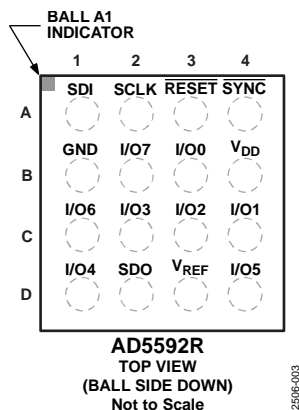 BALL A1
INDICATOR
1 2 3 4
A SDI SCLK RESET SYNC
B GND I/O7 I/O0 VDD
C I/O6 I/O3 I/O2 I/O1
D I/O4 SDO VREF I/O5
AD5592R
TOP VIEW
(BALL SIDE DOWN)
Not to Scale
2506-003